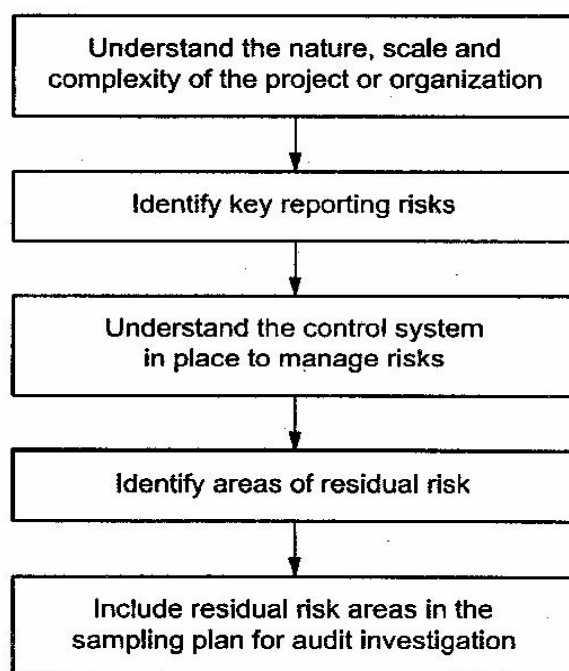 Understand the nature, scale and
complexity of the project or organization
Identify key reporting risks
Understand the control system
in place to manage risks
Identify areas of residual risk
Include residual risk areas in the
sampling plan for audit investigation